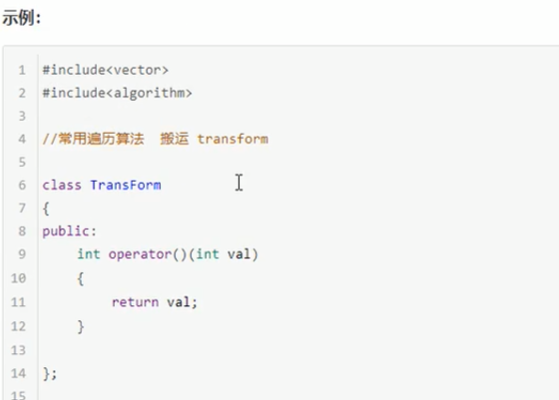 示例：
1 #include<vector>
2 #include<algorithm>
3
4 //常用遍历算法  搬运 transform
5
6 class TransForm
7 {
8 public:
9     int operator()(int val)
10     {
11         return val;
12     }
13
14 };
15